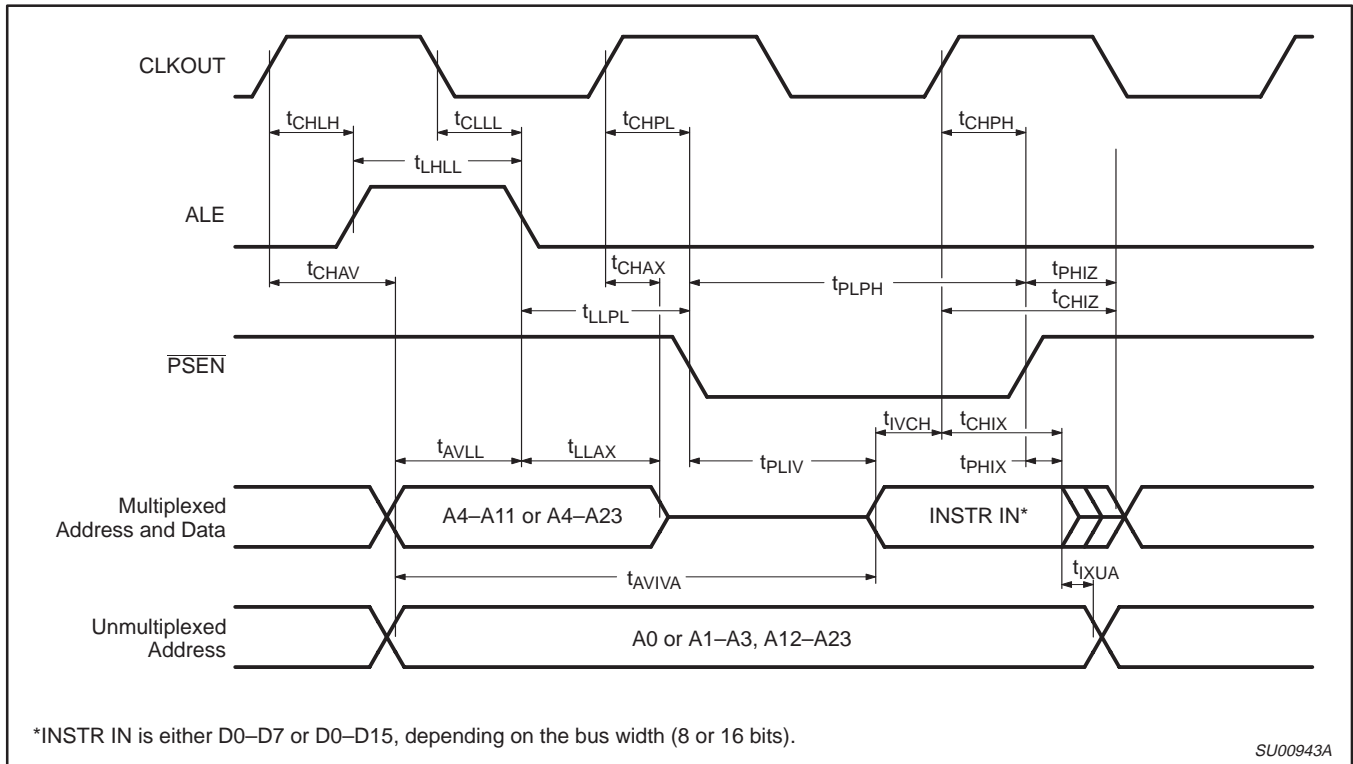 CLKOUT
tCHLH
tCLLL
tCHPL
tCHPH
tLHLL
ALE
tCHAV
tCHAX
tPLPH
tPHIZ
tLLPL
tCHIZ
PSEN
tIVCH
tCHIX
tAVLL
tLLAX
tPLIV
tPHIX
Multiplexed
Address and Data
A4–A11 or A4–A23
INSTR IN*
tAVIVA
tIXUA
Unmultiplexed
Address
A0 or A1–A3, A12–A23
*INSTR IN is either D0–D7 or D0–D15, depending on the bus width (8 or 16 bits).
SU00943A